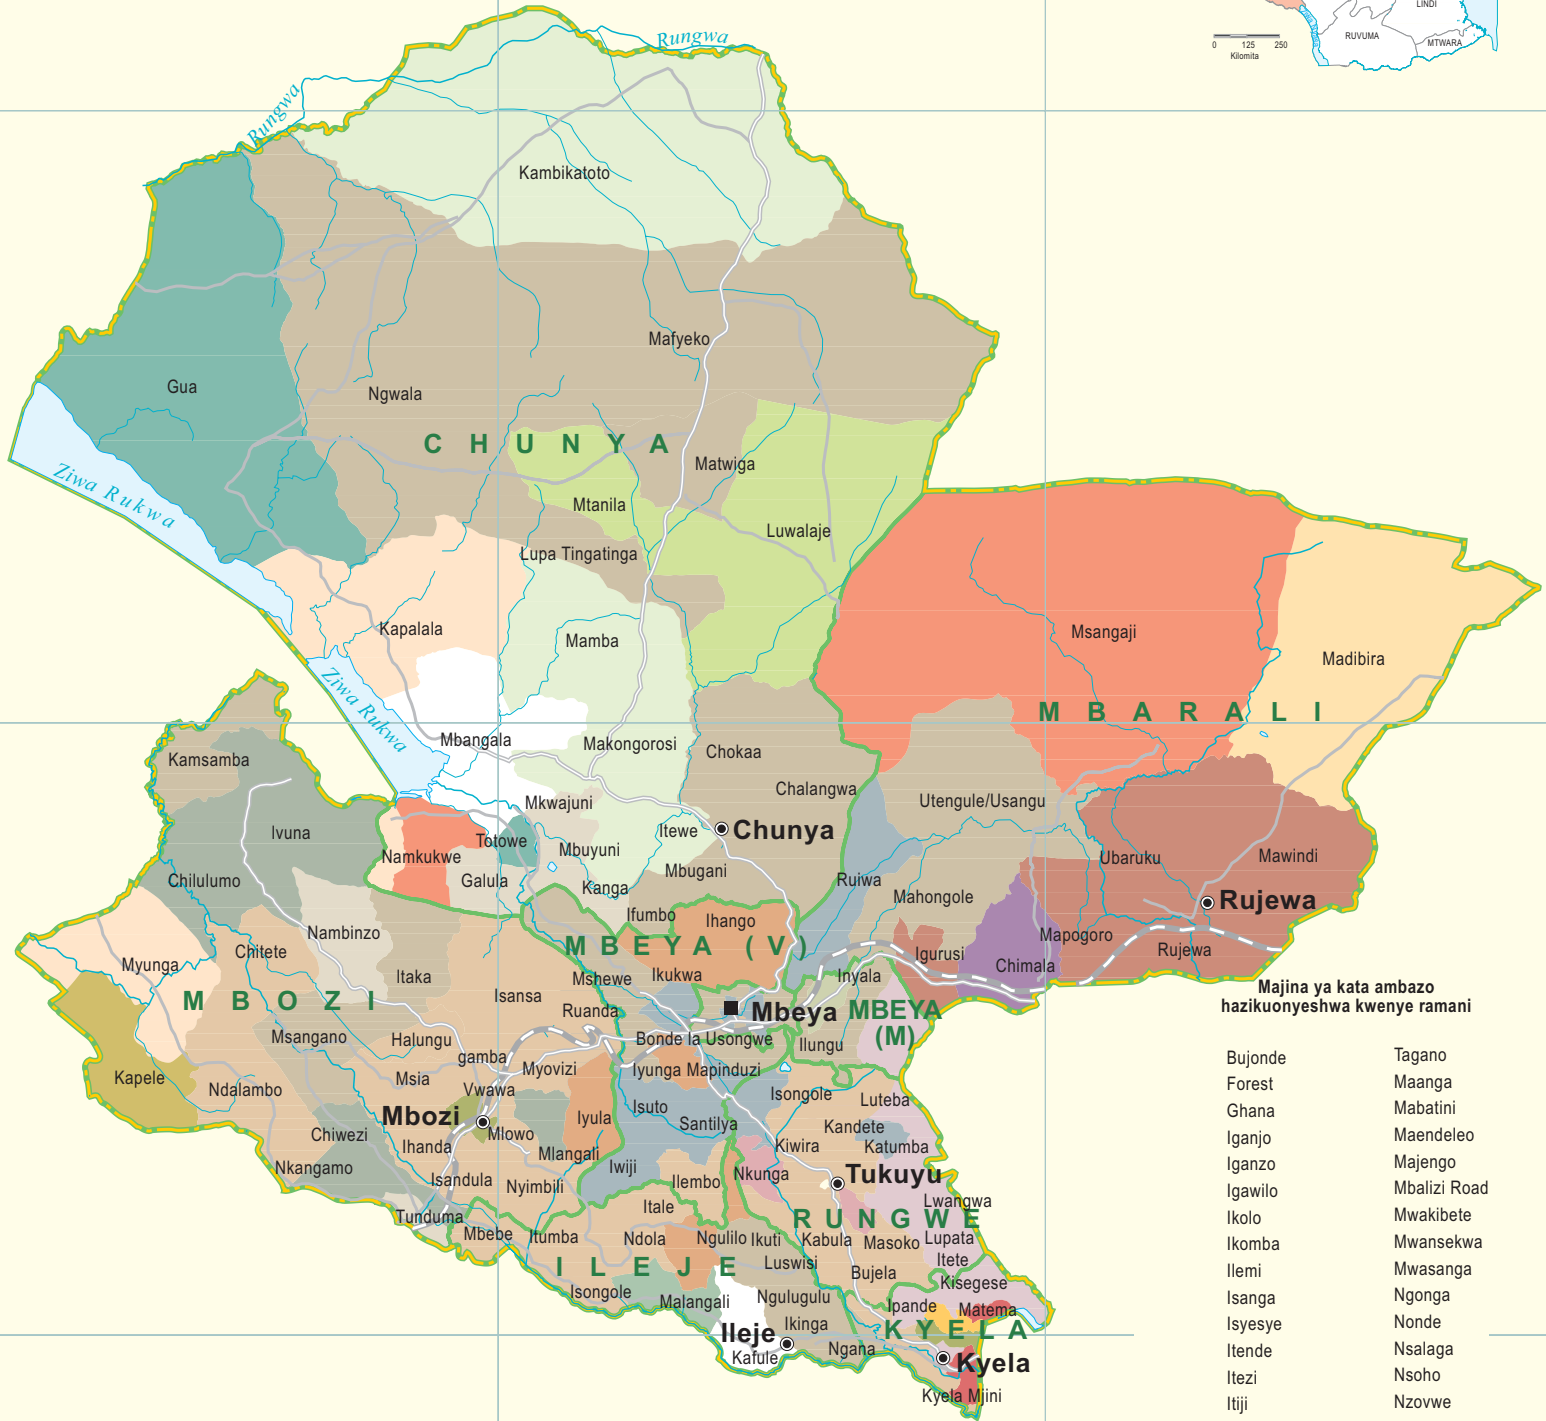 LINDI
RUVUMA
MTWARA
0 125 250
Kilomita
Rungwa
Rungwa
Kambikatoto
Mafyeko
Gua
Ngwala
CHUNYA
Matwiga
Ziwa Rukwa
Mtanila
Luwalaje
Lupa Tingatinga
Kapalala
Mamba
Msangaji
Madibira
Ziwa Rukwa
MBARALI
Mbangala
Makongorosi
Chokaa
Kamsamba
Chalangwa
Mkwajuni
Utengule/Usangu
Ivuna
Totowe
Itewe
Chunya
Namkukwe
Mbuyuni
Ubaruku
Mawindi
Chilulumo
Galula
Kanga
Mbugani
Ruiwa
Mahongole
Rujewa
Ifumbo
Ihango
Nambinzo
Mapogoro
MBEYA (V)
Chitete
Igurusi
Rujewa
Myunga
Itaka
Mshewe
Ikukwa
Inyala
Chimala
MBOZI
Isansa
Ruanda
Mbeya
MBEYA
(M)
Msangano
Halungu
Bonde la Usongwe
Ilungu
gamba
Kapele
Ndalambo
Msia
Myovizi
Iyunga Mapinduzi
Vwawa
Isongole
Luteba
Mbozi
Isuto
Iyula
Santilya
Kandete
Chiwezi
Mlowo
Ihanda
Kiwira
Katumba
Mlangali
Nkangamo
Iwiji
Nkunga
Tukuyu
Isandula
Nyimbili
Ilembo
Lwangwa
Tunduma
Itale
RUNGWE
Mbebe
Itumba
Ndola
Ngulilo
Ikuti
Kabula
Masoko
Lupata
ILEJE
Luswisi
Itete
Bujela
Kisegese
Isongole
Malangali
Ngulugulu
Ipande
Matema
Ileje
Ikinga
KYELA
Kafule
Ngana
Kyela
Kyela Mjini
Majina ya kata ambazo
hazikuonyeshwa kwenye ramani
Bujonde
Forest
Ghana
Iganjo
Iganzo
Igawilo
Ikolo
Ikomba
Ilemi
Isanga
Isyesye
Itende
Itezi
Itiji
Tagano
Maanga
Mabatini
Maendeleo
Majengo
Mbalizi Road
Mwakibete
Mwansekwa
Mwasanga
Ngonga
Nonde
Nsalaga
Nsoho
Nzovwe